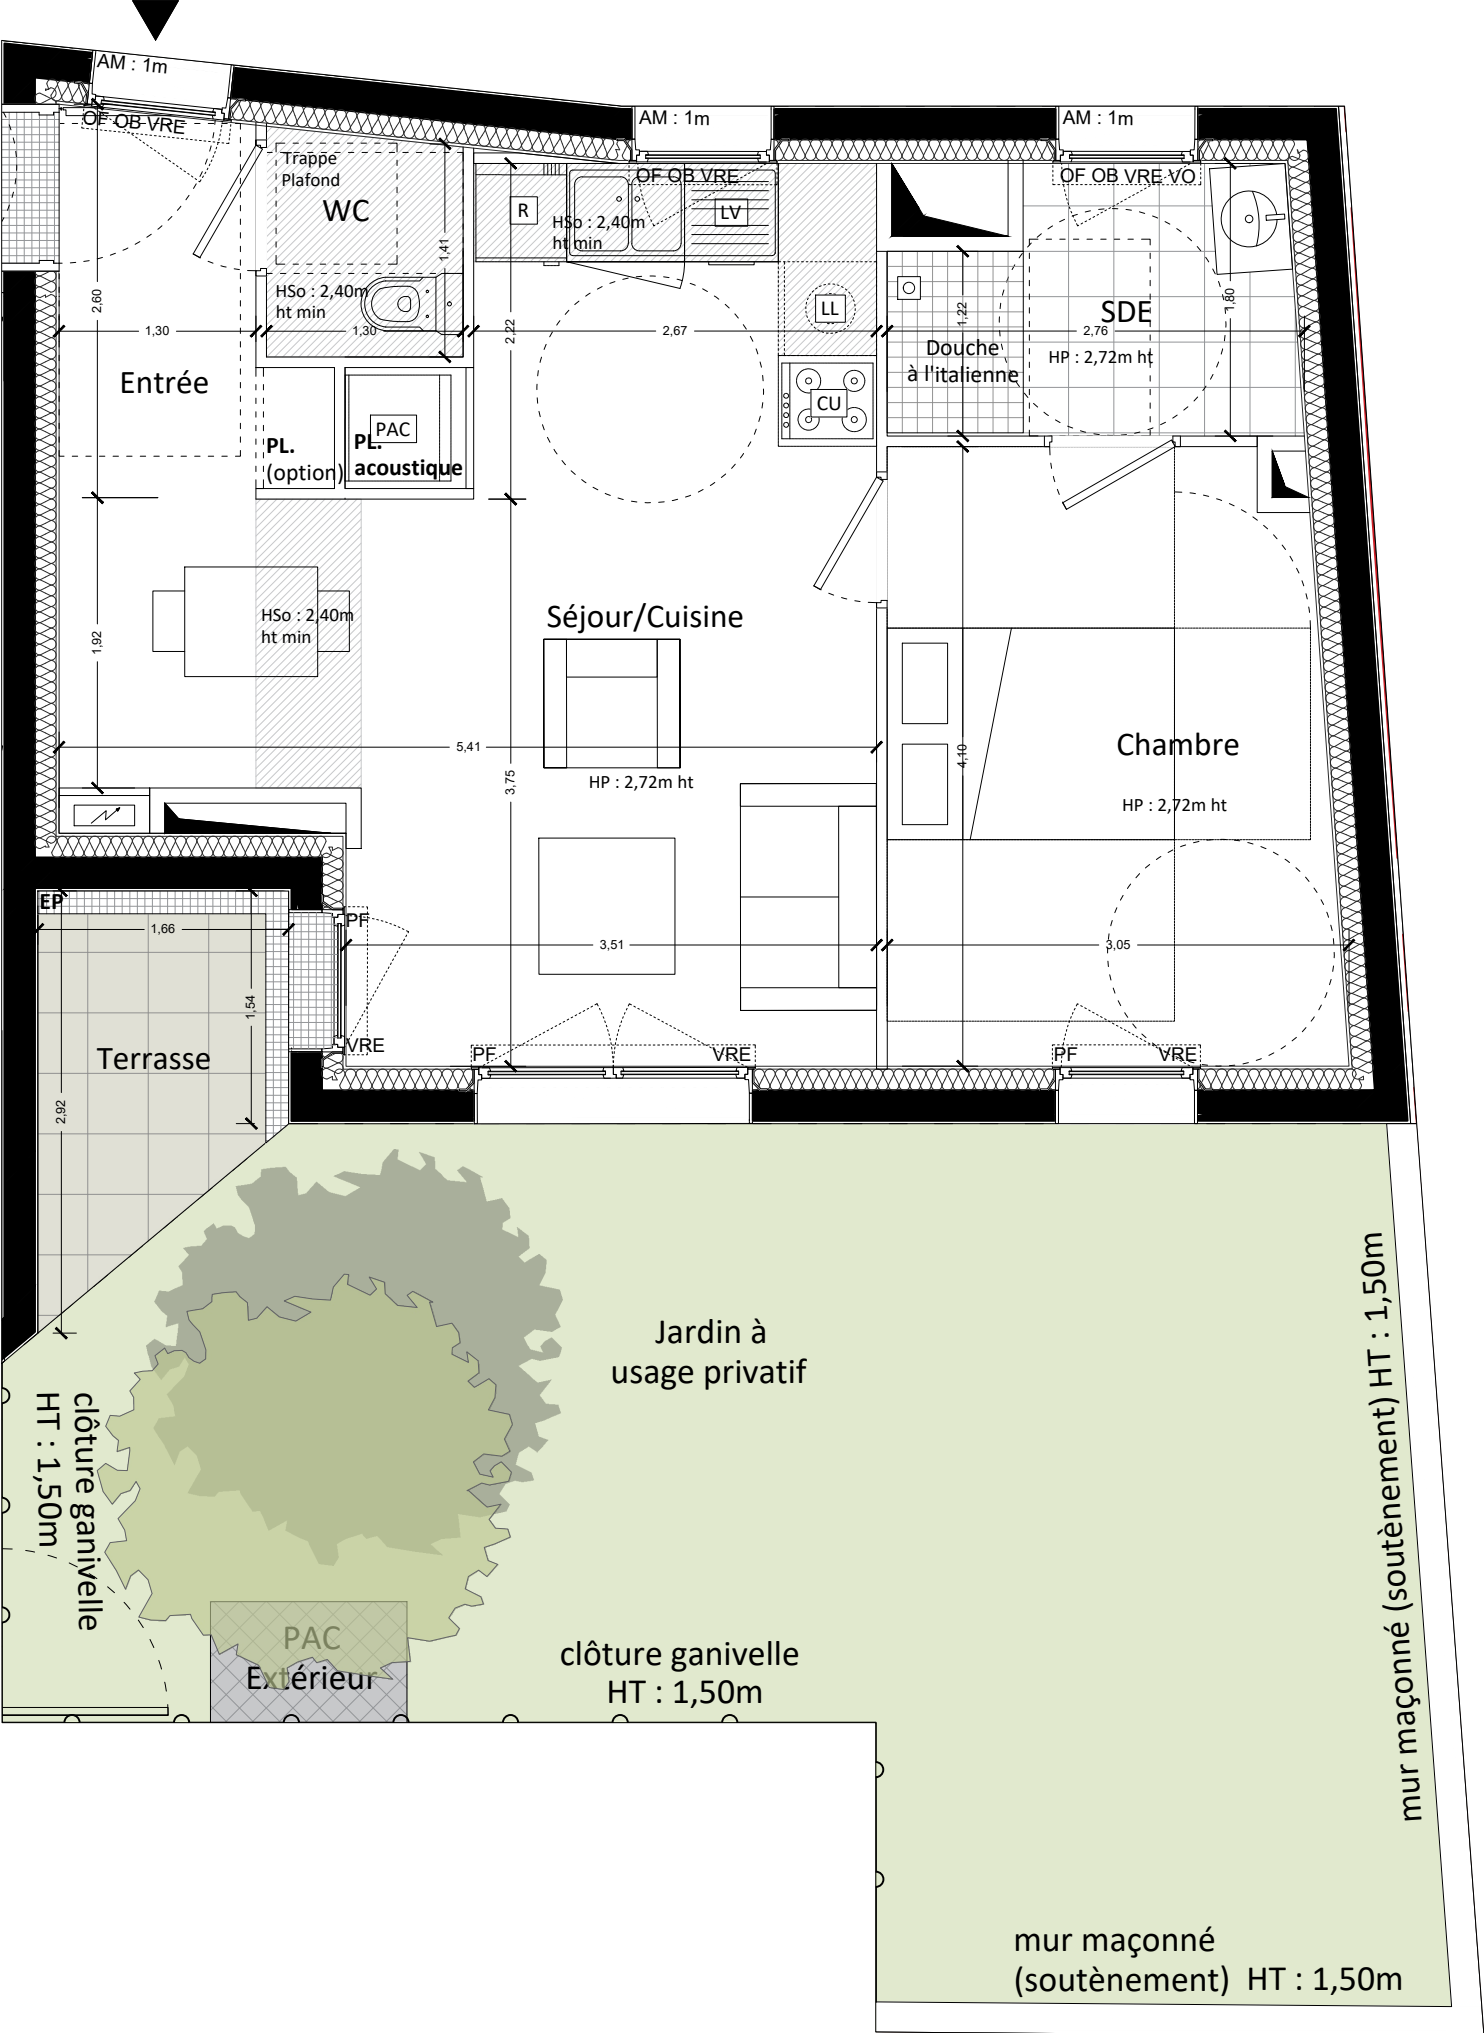 AM : 1m
OF OB VRE
AM : 1m
OF OB VRE
AM : 1m
OF OB VRE VO
Trappe
Plafond
WC
1,41
HSo : 2,40m
ht min
1,30
R
HSo : 2,40m
ht min
LV
LL
CU
2,22
2,67
2,60
1,30
Entrée
PL.
(option)
PAC
PL.
acoustique
1,22
Douche
à l'italienne
SDE
2,76
HP : 2,72m ht
1,80
1,92
HSo : 2,40m
ht min
Séjour/Cuisine
5,41
3,75
HP : 2,72m ht
4,10
Chambre
HP : 2,72m ht
EP
1,66
1,54
2,92
Terrasse
PF
VRE
3,51
3,05
PF
VRE
PF
VRE
Jardin à
usage privatif
clôture ganivelle
HT : 1,50m
PAC
Extérieur
clôture ganivelle
HT : 1,50m
mur maçonné (soutènement) HT : 1,50m
mur maçonné
(soutènement) HT : 1,50m